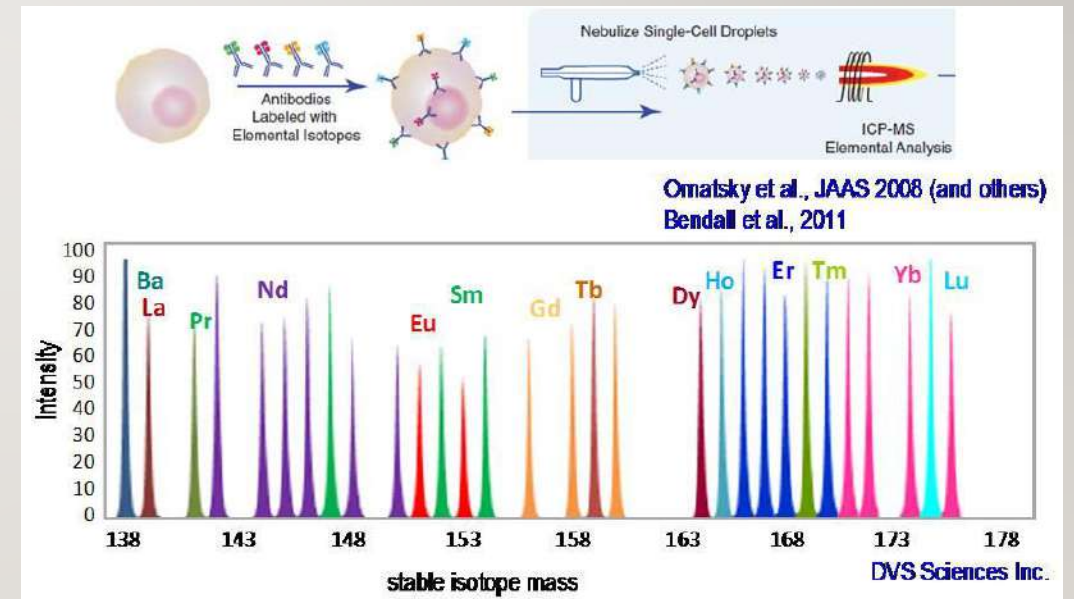 Nebulize Single-Cell Droplets
Antibodies
Labeled with
Elemental Isotopes
ICP-MS
Elemental Analysis
Ornatsky et al., JAAS 2008 (and others)
Bendall et al., 2011
100
90
80
70
60
50
40
30
20
10
0
Intensity
Ba
La
Pr
Nd
Eu
Sm
Gd
Tb
Dy
Ho
Er
Tm
Yb
Lu
138 143 148 153 158 163 168 173 178
stable isotope mass
DVS Sciences Inc.